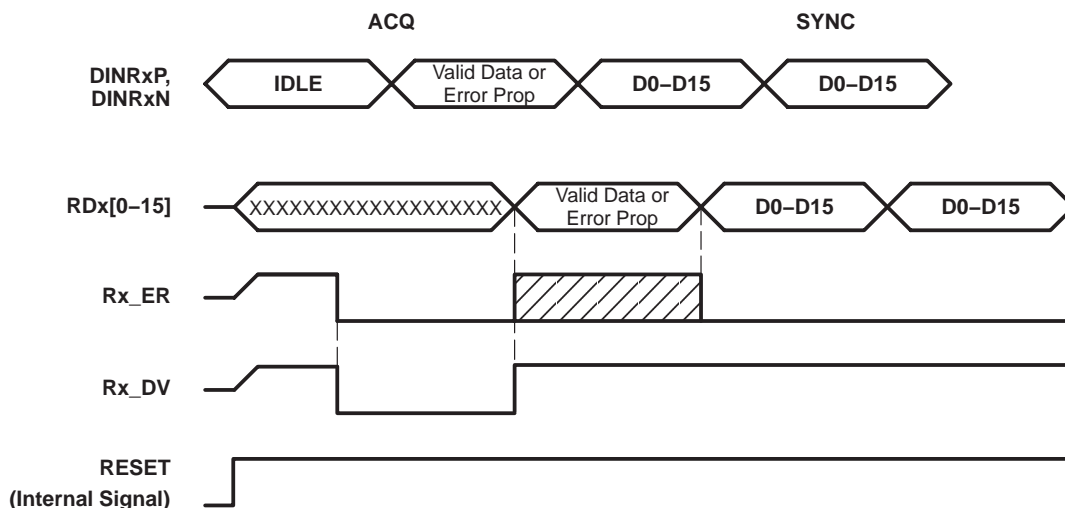 ACQ SYNC
DINRxP,
DINRxN
IDLE
Valid Data or
Error Prop
D0–D15
D0–D15
RDx[0–15]
XXXXXXXXXXXXXXXXXXX
Valid Data or
Error Prop
D0–D15
D0–D15
Rx_ER
Rx_DV
RESET
(Internal Signal)